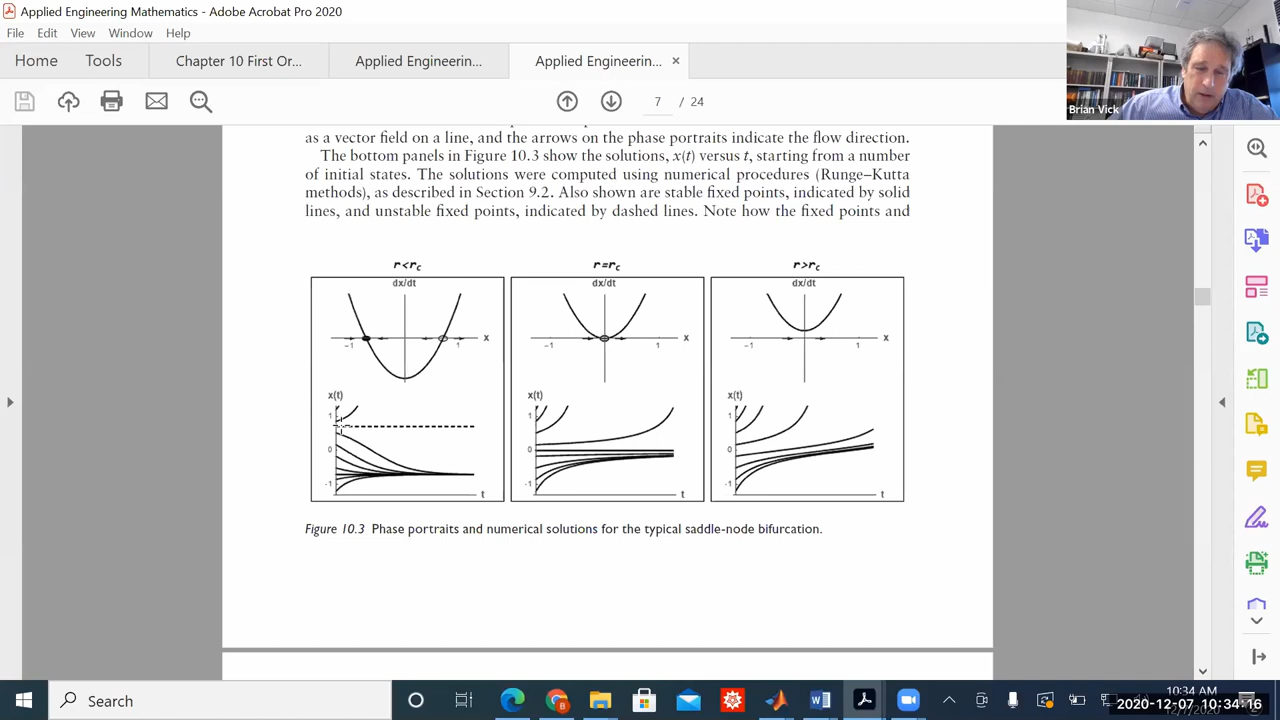 Applied Engineering Mathematics - Adobe Acrobat Pro 2020
File Edit View Window Help
Home Tools Chapter 10 First Or... Applied Engineerin... Applied Engineerin... ×
7 / 24
Brian Vick
as a vector field on a line, and the arrows on the phase portraits indicate the flow direction.
The bottom panels in Figure 10.3 show the solutions, x(t) versus t, starting from a number
of initial states. The solutions were computed using numerical procedures (Runge–Kutta
methods), as described in Section 9.2. Also shown are stable fixed points, indicated by solid
lines, and unstable fixed points, indicated by dashed lines. Note how the fixed points and
r<rc r=rc r>rc
dx/dt dx/dt dx/dt
-1 1 x -1 1 x -1 1 x
x(t) x(t) x(t)
1 1 1
0 0 0
-1 -1 -1
t t t
Figure 10.3 Phase portraits and numerical solutions for the typical saddle-node bifurcation.
Search
10:34 AM
2020-12-07 10:34:16